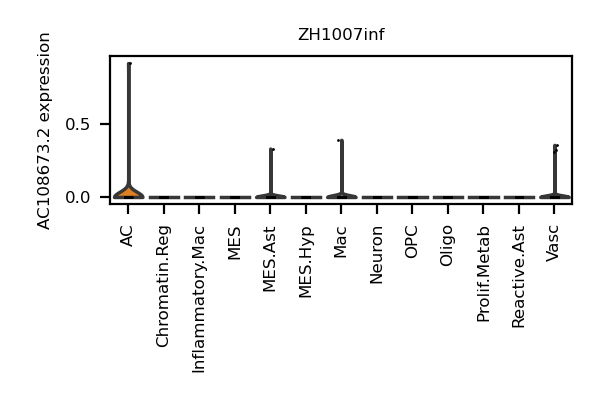 ZH1007inf
AC108673.2 expression
0.5
0.0
AC
Chromatin.Reg
Inflammatory.Mac
MES
MES.Ast
MES.Hyp
Mac
Neuron
OPC
Oligo
Prolif.Metab
Reactive.Ast
Vasc